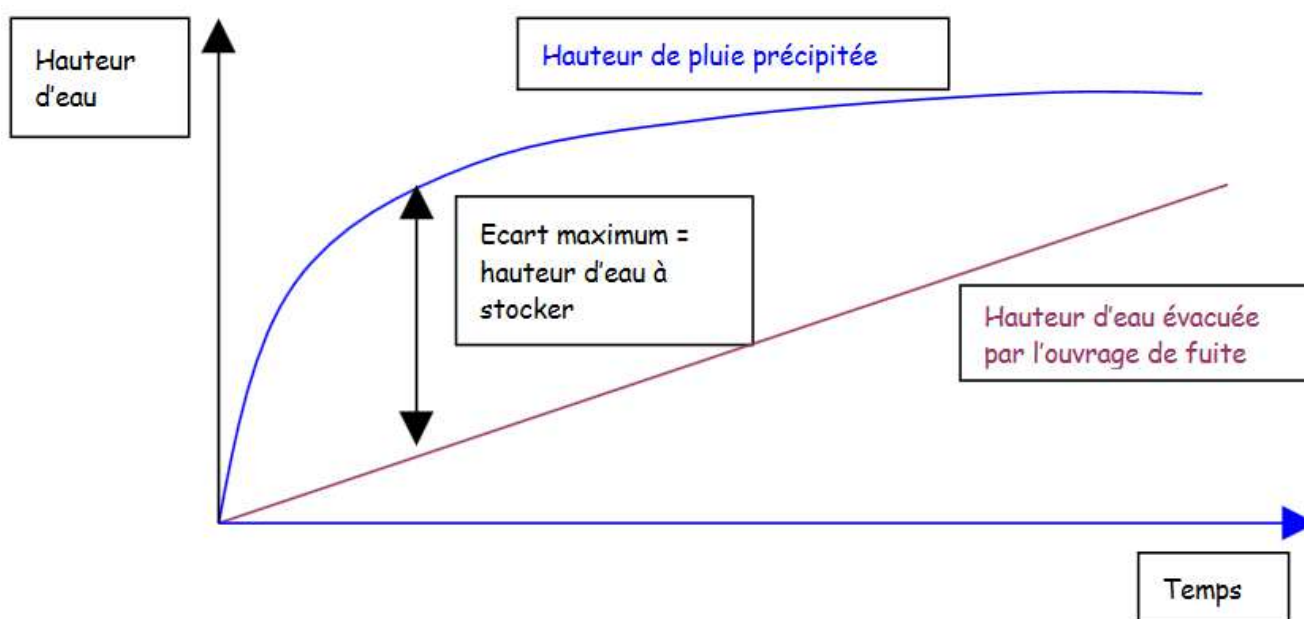 Hauteur
d'eau
Hauteur de pluie précipitée
Ecart maximum =
hauteur d'eau à
stocker
Hauteur d'eau évacuée
par l'ouvrage de fuite
Temps